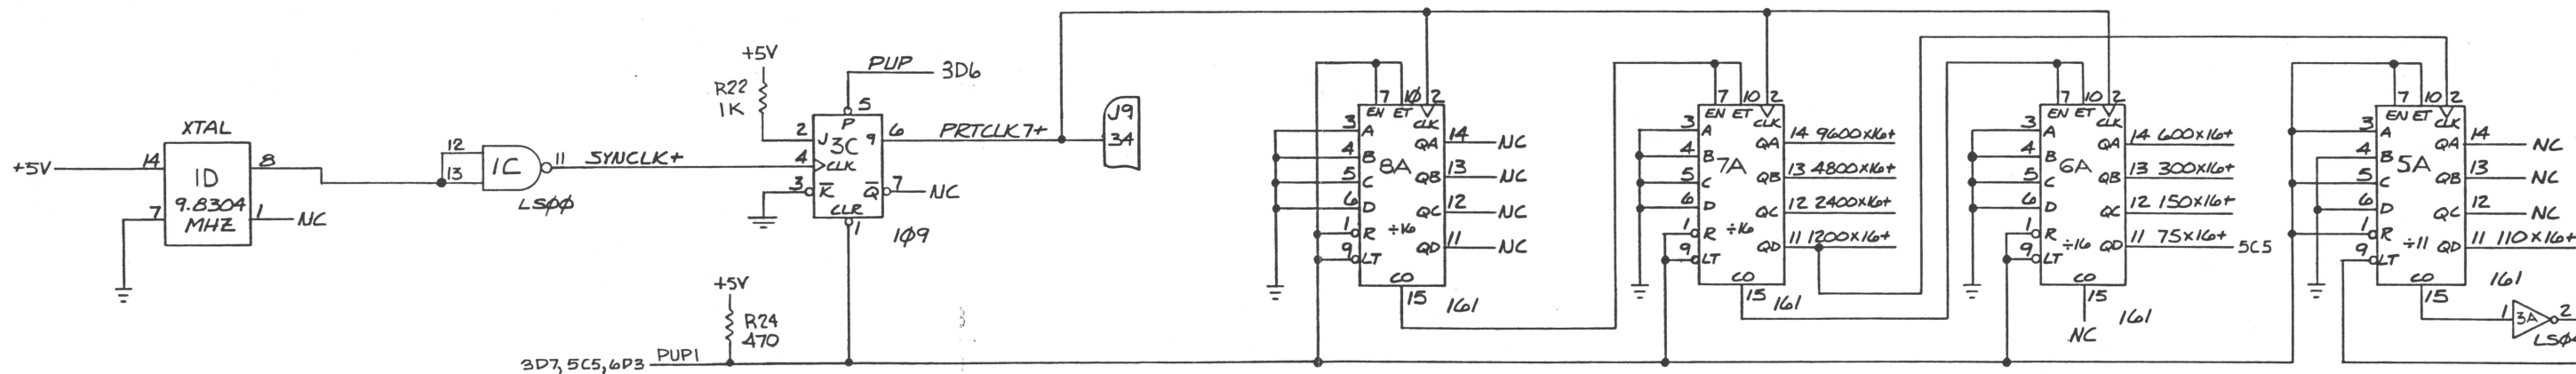 XTAL
+5V
14
8
1D
9.8304
MHZ
7
1
NC
12
13
1C
11
LSØØ
SYNCLK+
+5V
R22
1K
PUP
3D6
5
P
2
J
3C
9
6
PRTCLK7+
4
CLK
3
K
Q
7
NC
CLR
1
1Ø9
J9
34
+5V
R24
470
3D7, 5C5, 6D3
PUP1
7
1Ø
2
EN
ET
CLK
3
A
4
B
5
C
6
D
1
R
9
LT
8A
÷16
QA
14
NC
QB
13
NC
QC
12
NC
QD
11
NC
CO
15
161
7
10
2
EN
ET
CLK
3
A
4
B
5
C
6
D
1
R
9
LT
7A
÷16
QA
14
9600X16+
QB
13
4800X16+
QC
12
2400X16+
QD
11
1200X16+
CO
15
161
7
10
2
EN
ET
CLK
3
A
4
B
5
C
6
D
1
R
9
LT
6A
÷16
QA
14
600X16+
QB
13
300X16+
QC
12
150X16+
QD
11
75X16+
5C5
CO
15
NC
161
7
10
2
EN
ET
CLK
3
A
4
B
5
C
6
D
1
R
9
LT
5A
÷11
QA
14
NC
QB
13
NC
QC
12
NC
QD
11
110X16+
CO
15
161
1
3A
2